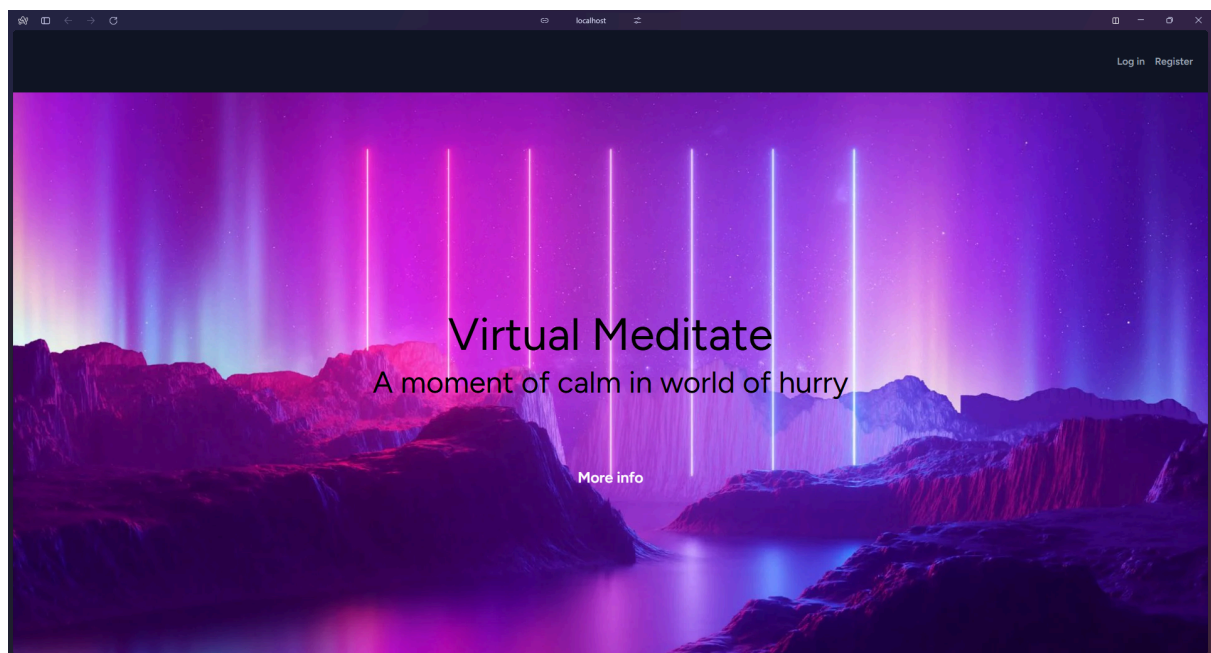 localhost
Log in Register
Virtual Meditate
A moment of calm in world of hurry
More info